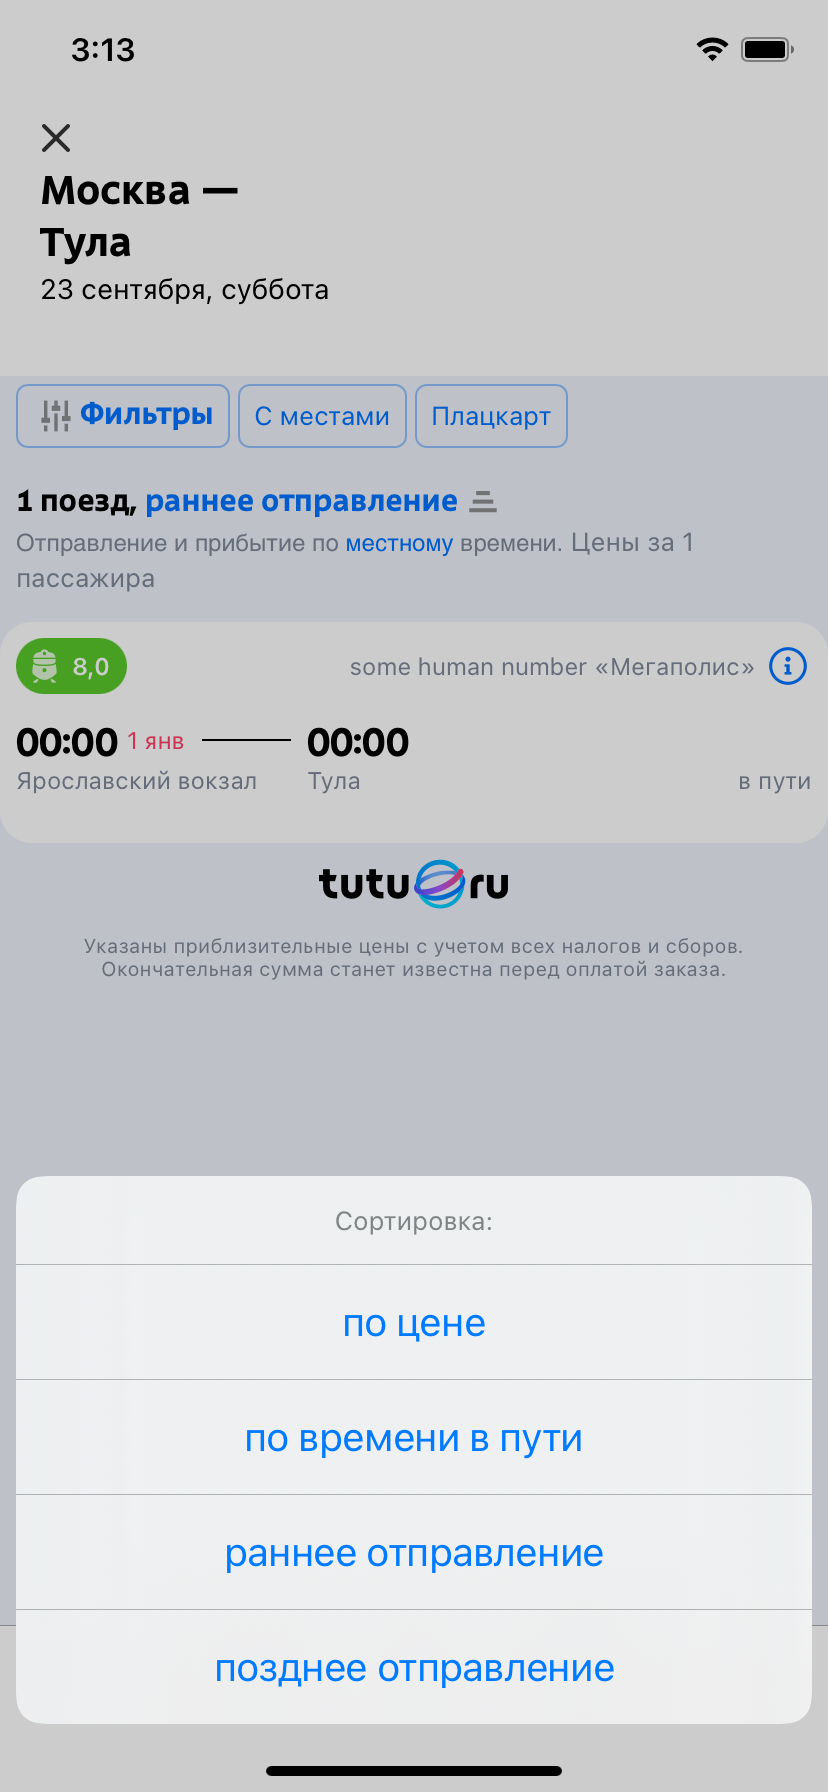 3:13
Москва —
Тула
23 сентября, суббота
Фильтры
С местами
Плацкарт
1 поезд, раннее отправление
Отправление и прибытие по местному времени. Цены за 1
пассажира
8,0
some human number «Мегаполис»
00:00 1 янв
00:00
Ярославский вокзал
Тула
в пути
tutu ru
Указаны приблизительные цены с учетом всех налогов и сборов.
Окончательная сумма станет известна перед оплатой заказа.
Сортировка:
по цене
по времени в пути
раннее отправление
позднее отправление